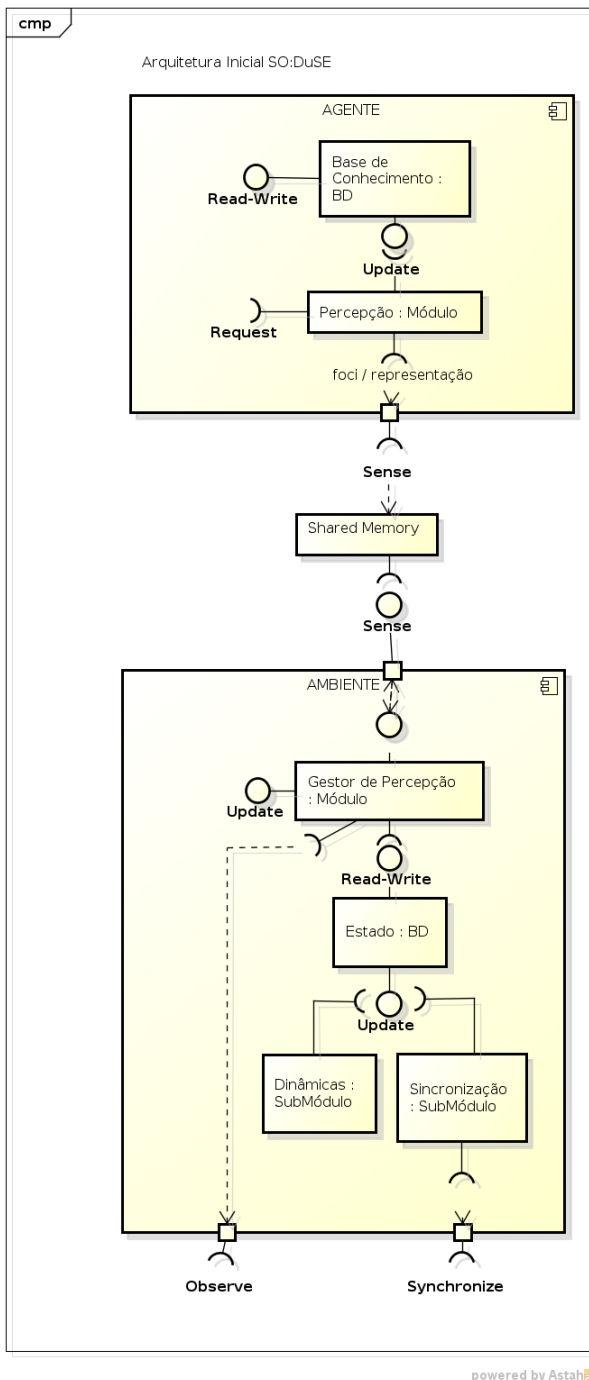 cmp
Arquitetura Inicial SO:DuSE
AGENTE
Base de
Conhecimento :
BD
Read-Write
Update
Percepção : Módulo
Request
foci / representação
Sense
Shared Memory
Sense
AMBIENTE
Gestor de Percepção
: Módulo
Update
Read-Write
Estado : BD
Update
Dinâmicas :
SubMódulo
Sincronização
: SubMódulo
Observe
Synchronize
powered by Astah